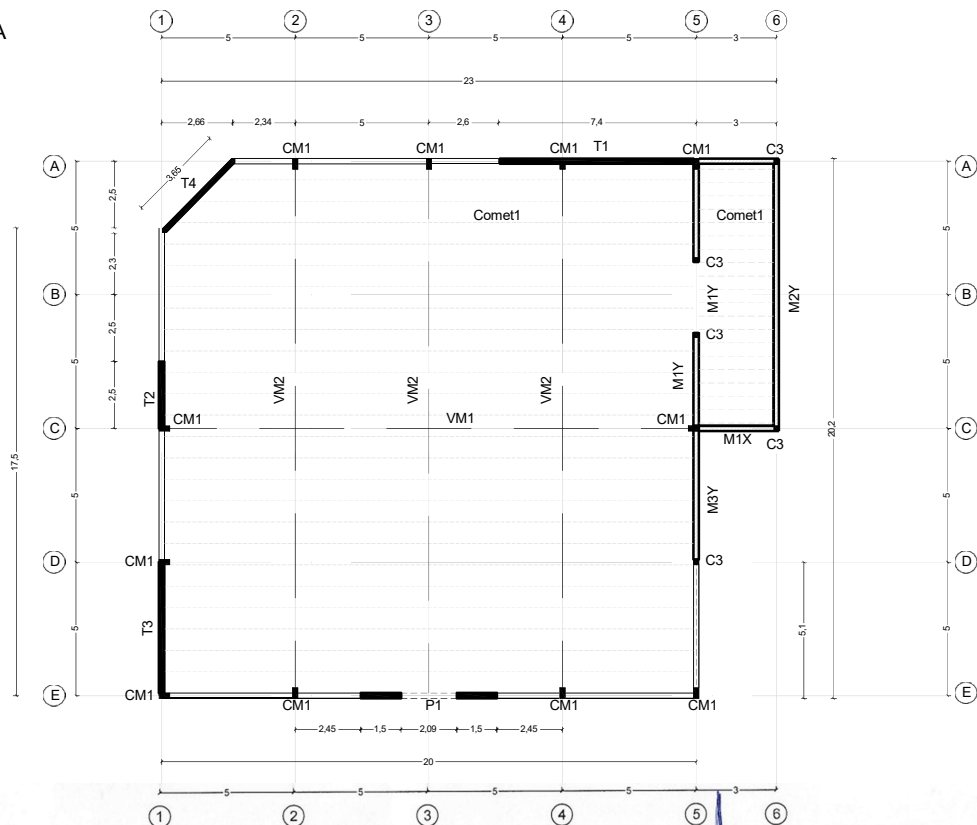 A
1 2 3 4 5 6
5 5 5 5 3
23
2,66 2,34 5 2,6 7,4 3
CM1 CM1 CM1 T1 CM1 C3
A A
3,65
T4
2,5
Comet1 Comet1
5 5
2,3
C3
B B
M1Y M2Y
2,5
C3
5 5
2,5
T2 VM2 VM2 VM2 M1Y
CM1 VM1 CM1
C C
M1X C3
20,2
17,5
5 5
M3Y
D CM1 C3 D
5 T3 5,1 5
E CM1 E
CM1 P1 CM1 CM1
2,45 1,5 2,09 1,5 2,45
20
5 5 5 5 3
1 2 3 4 5 6